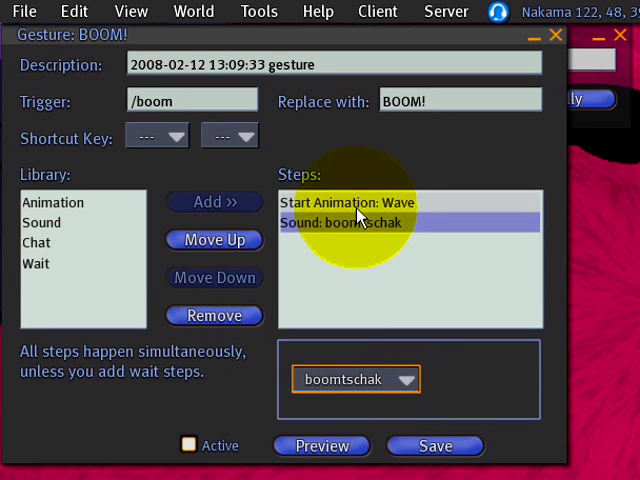 File Edit View World Tools Help Client Server Nakama 122, 48, 
Gesture: BOOM!
Description: 2008-02-12 13:09:33 gesture
Trigger: /boom Replace with: BOOM!
Shortcut Key: --- ---
Library: Steps:
Animation Add >> Start Animation: Wave
Sound Sound: boomtschak
Chat Move Up
Wait
Move Down
Remove
All steps happen simultaneously,
unless you add wait steps.
boomtschak
Active Preview Save